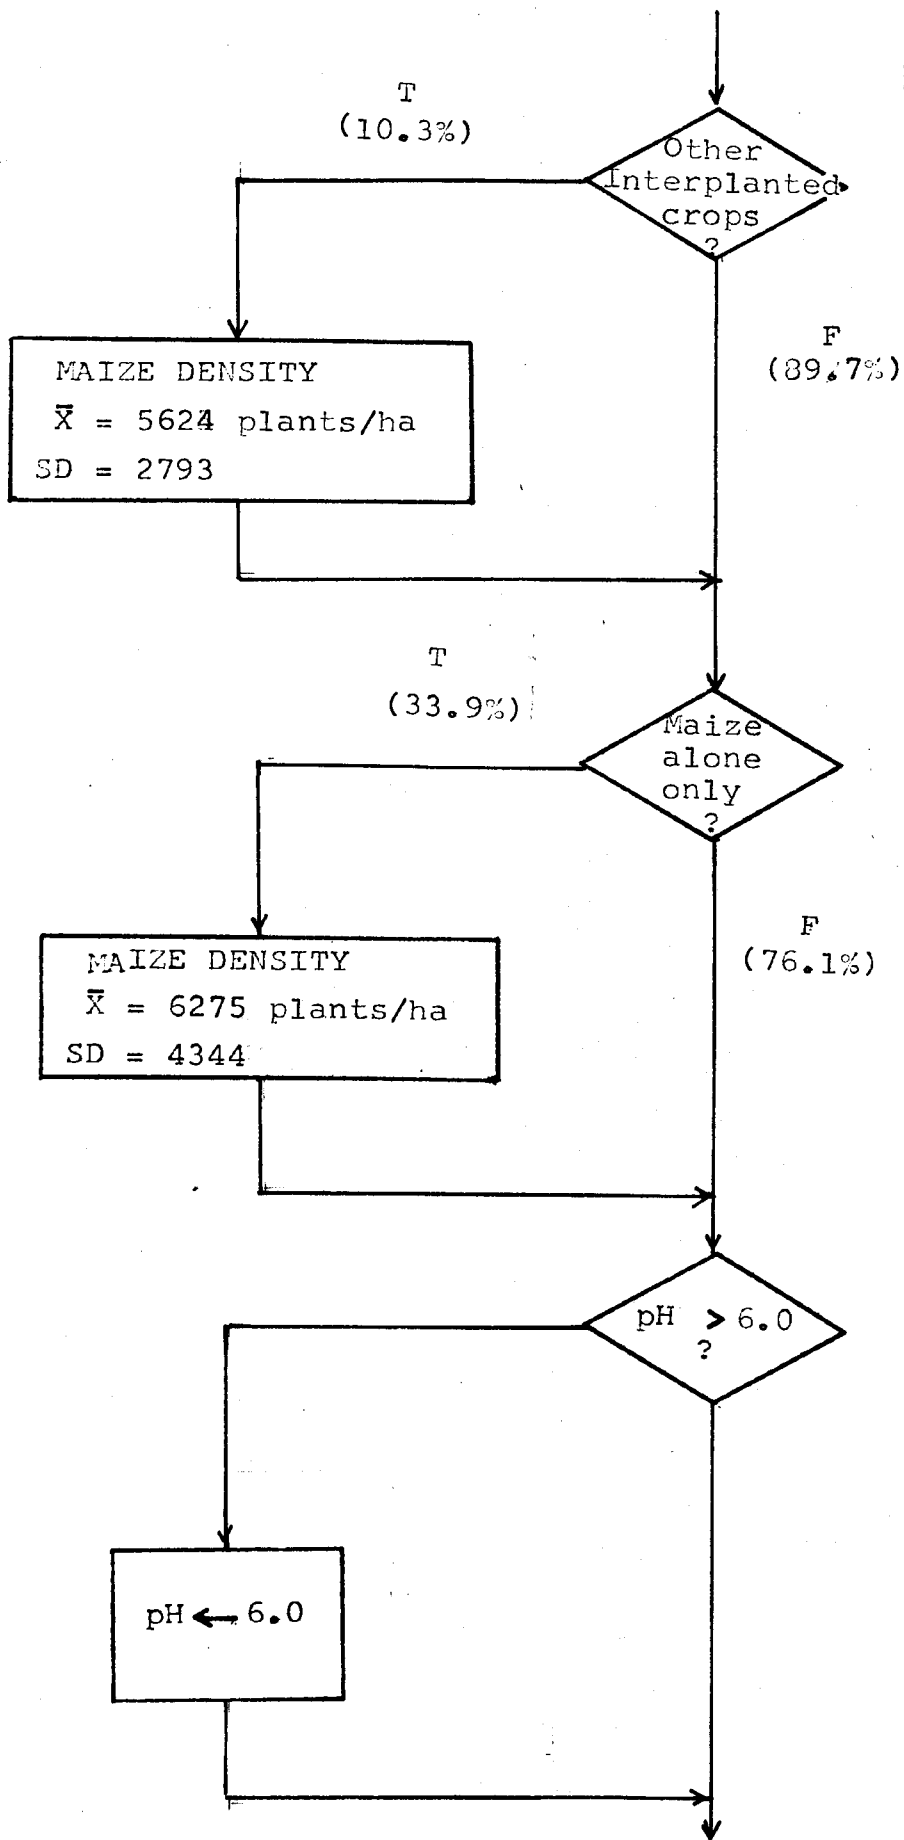 T
(10.3%)
Other
Interplanted
crops
?
F
(89.7%)
MAIZE DENSITY
X̄ = 5624 plants/ha
SD = 2793
T
(33.9%)
Maize
alone
only
?
F
(76.1%)
MAIZE DENSITY
X̄ = 6275 plants/ha
SD = 4344
pH > 6.0
?
pH ← 6.0